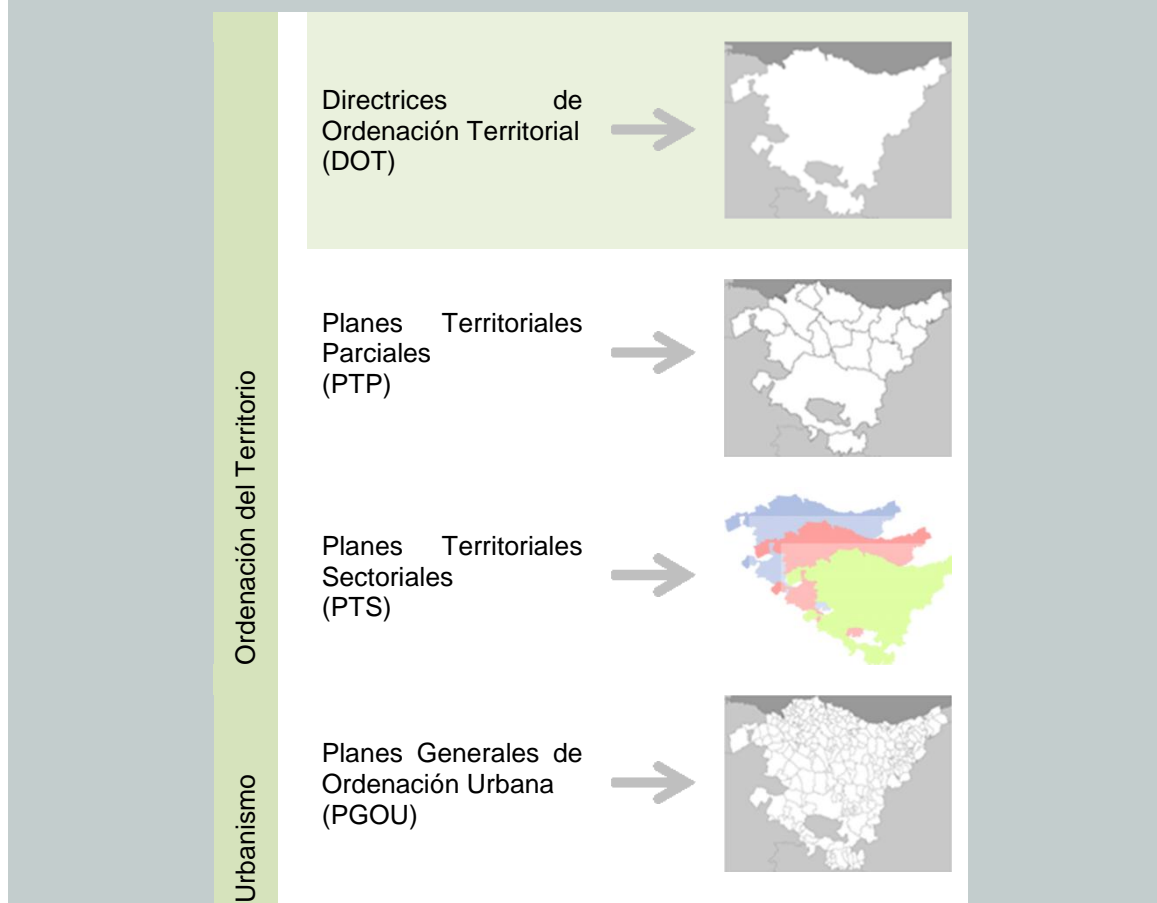 Ordenación del Territorio
Directrices de
Ordenación Territorial
(DOT)
Planes Territoriales
Parciales
(PTP)
Planes Territoriales
Sectoriales
(PTS)
Urbanismo
Planes Generales de
Ordenación Urbana
(PGOU)